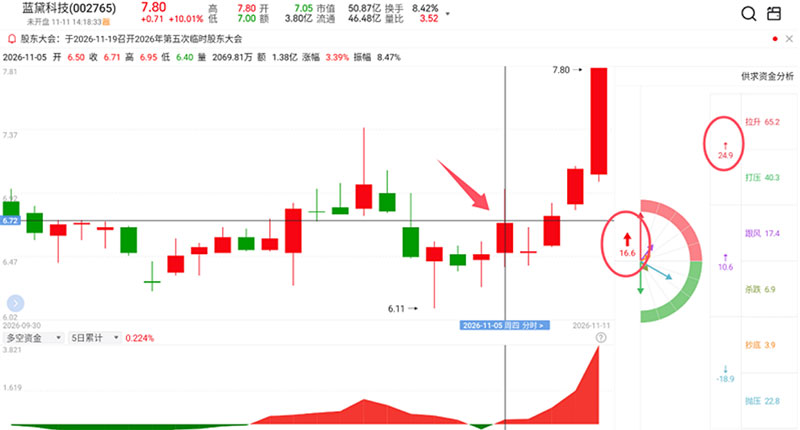 蓝黛科技(002765)
未开盘 11-11 14:18:33
7.80
+0.71 +10.01%
高 7.80 开 7.05 市值 50.87亿 换手 8.42%
低 7.00 额 3.80亿 流通 46.48亿 量比 3.52
股东大会：于2026-11-19召开2026年第五次临时股东大会
2026-11-05 开 6.50 收 6.71 高 6.95 低 6.40 量 2069.81万 额 1.38亿 涨幅 3.39% 振幅 8.47%
供求资金分析
7.81
7.80
7.37
6.92
6.72
6.47
6.11
6.02
拉升 65.2
24.9
打压 40.3
16.6
跟风 17.4
10.6
杀跌 6.9
抄底 3.9
-18.9
抛压 22.8
2026-09-30
2026-11-05 周四 分时 >
2026-11-11
多空资金 5日累计 0.224%
3.821
1.619